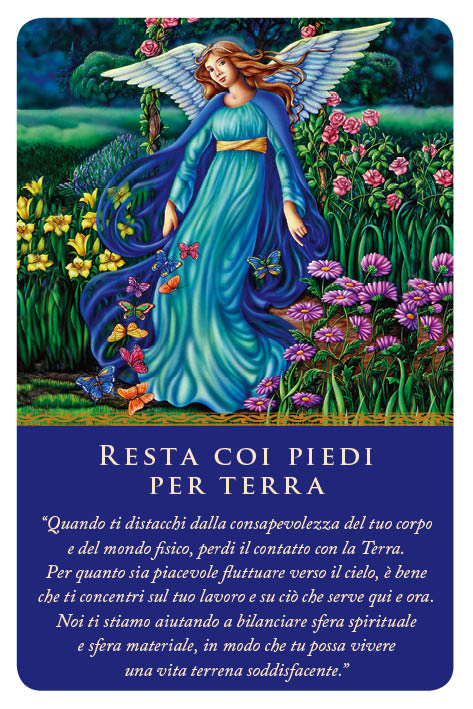 RESTA COI PIEDI
PER TERRA
“Quando ti distacchi dalla consapevolezza del tuo corpo
e del mondo fisico, perdi il contatto con la Terra.
Per quanto sia piacevole fluttuare verso il cielo, è bene
che ti concentri sul tuo lavoro e su ciò che serve qui e ora.
Noi ti stiamo aiutando a bilanciare sfera spirituale
e sfera materiale, in modo che tu possa vivere
una vita terrena soddisfacente.”